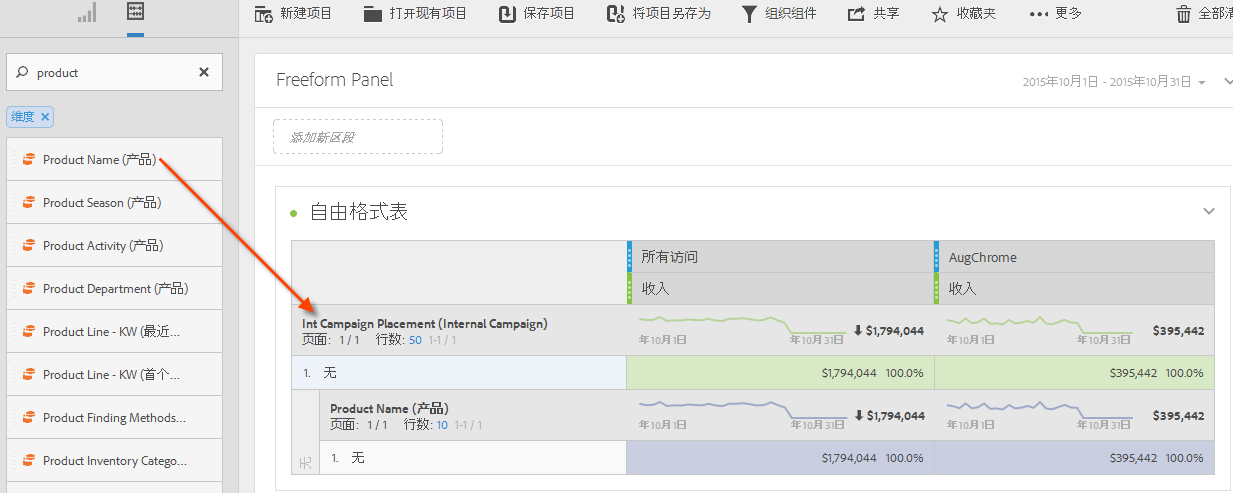 新建项目 打开现有项目 保存项目 将项目另存为 组织组件 共享 收藏夹 更多 全部清
product
维度
Product Name (产品)
Product Season (产品)
Product Activity (产品)
Product Department (产品)
Product Line - KW (最近...
Product Line - KW (首个...
Product Finding Methods...
Product Inventory Catego...
Freeform Panel 2015年10月1日 - 2015年10月31日
添加新区段
自由格式表
所有访问 AugChrome
收入 收入
Int Campaign Placement (Internal Campaign)
页面: 1 / 1 行数: 50 1-1 / 1
年10月1日 年10月31日 $1,794,044 年10月1日 年10月31日 $395,442
1. 无 $1,794,044 100.0% $395,442 100.0%
Product Name (产品)
页面: 1 / 1 行数: 10 1-1 / 1
年10月1日 年10月31日 $1,794,044 年10月1日 年10月31日 $395,442
无
1. 无 $1,794,044 100.0% $395,442 100.0%